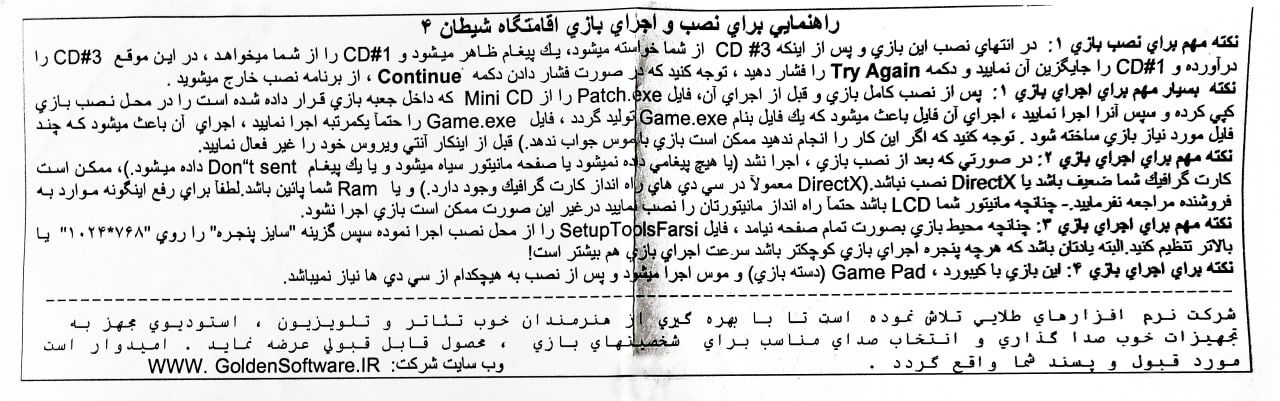 راهنمايي براي نصب و اجراي بازي اقامتگاه شيطان ۴
نكته مهم براي نصب بازي ۱: در انتهاي نصب اين بازي و پس از اينكه CD #3 از شما خواسته ميشود، يك پيغام ظاهر ميشود و CD#1 را از شما ميخواهد ، در اين موقع CD#3 را
درآورده و CD#1 را جايگزين آن نماييد و دكمه Try Again را فشار دهيد ، توجه كنيد كه در صورت فشار دادن دكمه Continue ، از برنامه نصب خارج ميشويد .
نكته بسيار مهم براي اجراي بازي ۱: پس از نصب كامل بازي و قبل از اجراي آن، فايل Patch.exe را از Mini CD كه داخل جعبه بازي قرار داده شده است را در محل نصب بازي
كپي كرده و سپس آنرا اجرا نماييد ، اجراي آن فايل باعث ميشود كه يك فايل بنام Game.exe توليد گردد ، فايل Game.exe را حتماً يكمرتبه اجرا نماييد ، اجراي آن باعث ميشود كه چند
فايل مورد نياز بازي ساخته شود . توجه كنيد كه اگر اين كار را انجام ندهيد ممكن است بازي با موس جواب ندهد.) قبل از اينكار آنتي ويروس خود را غير فعال نماييد.
نكته مهم براي اجراي بازي ۲: در صورتي كه بعد از نصب بازي ، اجرا نشد (يا هيچ پيغامي داده نميشود يا صفحه مانيتور سياه ميشود و يا يك پيغام Don"t sent داده ميشود.)، ممكن است
كارت گرافيك شما ضعيف باشد يا DirectX نصب نباشد.(DirectX معمولاً در سي دي هاي راه انداز كارت گرافيك وجود دارد.) و يا Ram شما پائين باشد.لطفاً براي رفع اينگونه موارد به
فروشنده مراجعه نفرماييد.- چنانچه مانيتور شما LCD باشد حتماً راه انداز مانيتورتان را نصب نماييد درغير اين صورت ممكن است بازي اجرا نشود.
نكته مهم براي اجراي بازي ۳: چنانچه محيط بازي بصورت تمام صفحه نيامد ، فايل SetupToolsFarsi را از محل نصب اجرا نموده سپس گزينه "سايز پنجره" را روي "۷۶۸*۱۰۲۴" يا
بالاتر تنظيم كنيد.البته يادتان باشد كه هرچه پنجره اجراي بازي كوچكتر باشد سرعت اجراي بازي هم بيشتر است!
نكته براي اجراي بازي ۴: اين بازي با كيبورد ، Game Pad (دسته بازي) و موس اجرا ميشود و پس از نصب به هيچكدام از سي دي ها نياز نميباشد.
شركت نرم افزارهاي طلايي تلاش نموده است تا با بهره گيري از هنرمندان خوب تئاتر و تلويزيون ، استوديوي مجهز به
تجهيزات خوب صدا گذاري و انتخاب صداي مناسب براي شخصيتهاي بازي ، محصول قابل قبولي عرضه نمايد . اميدوار است
مورد قبول و پسند شما واقع گردد . وب سايت شركت: WWW. GoldenSoftware.IR